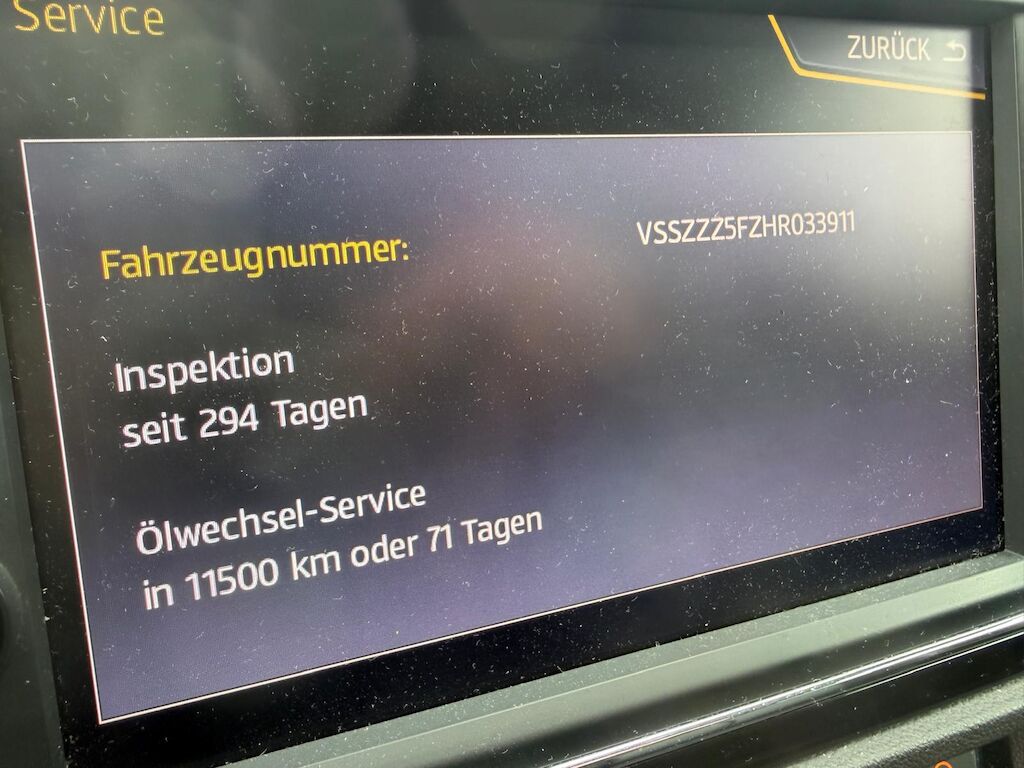 Service
ZURÜCK
Fahrzeugnummer:
VSSZZZ5FZHR033911
Inspektion
seit 294 Tagen
Ölwechsel-Service
in 11500 km oder 71 Tagen